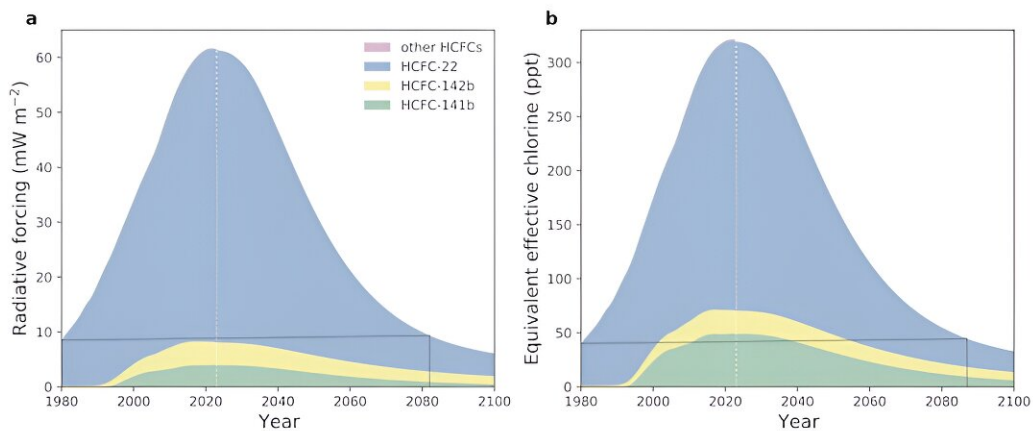 a
Radiative forcing (mW m⁻²)
60
50
40
30
20
10
0
1980 2000 2020 2040 2060 2080 2100
Year
other HCFCs
HCFC-22
HCFC-142b
HCFC-141b
b
Equivalent effective chlorine (ppt)
300
250
200
150
100
50
0
1980 2000 2020 2040 2060 2080 2100
Year